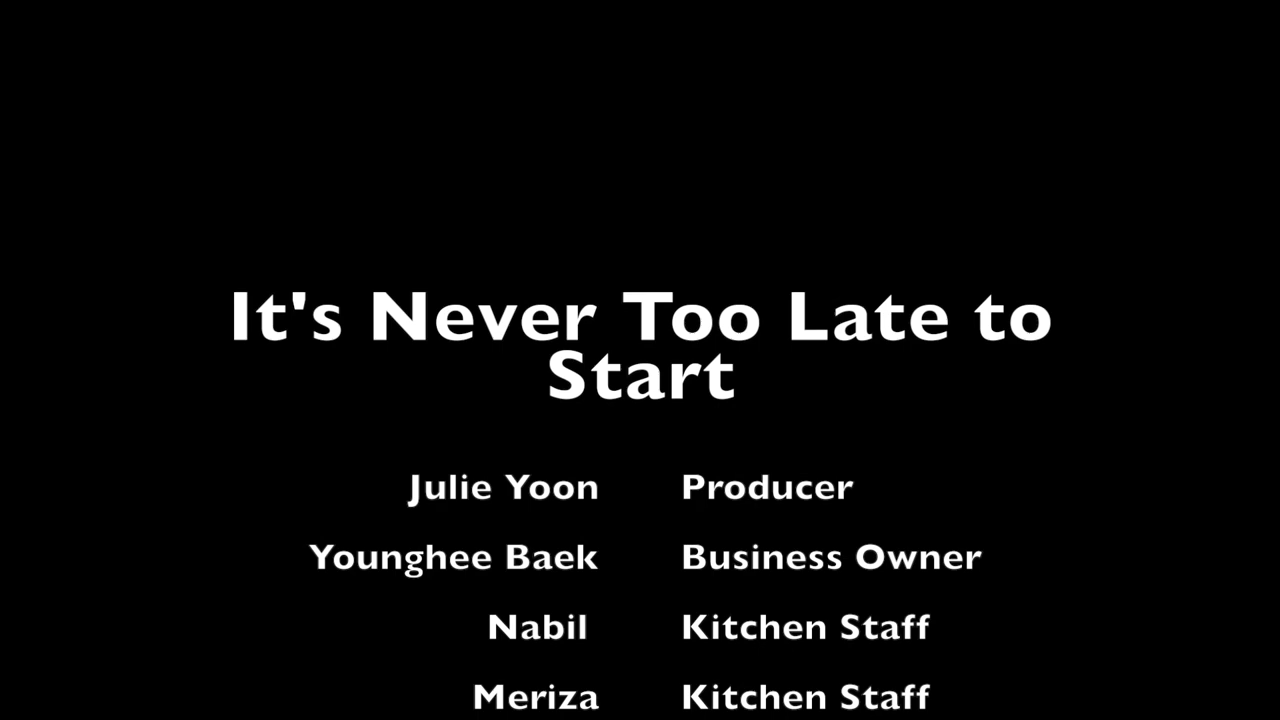 It's Never Too Late to
Start
Julie Yoon Producer
Younghee Baek Business Owner
Nabil Kitchen Staff
Meriza Kitchen Staff